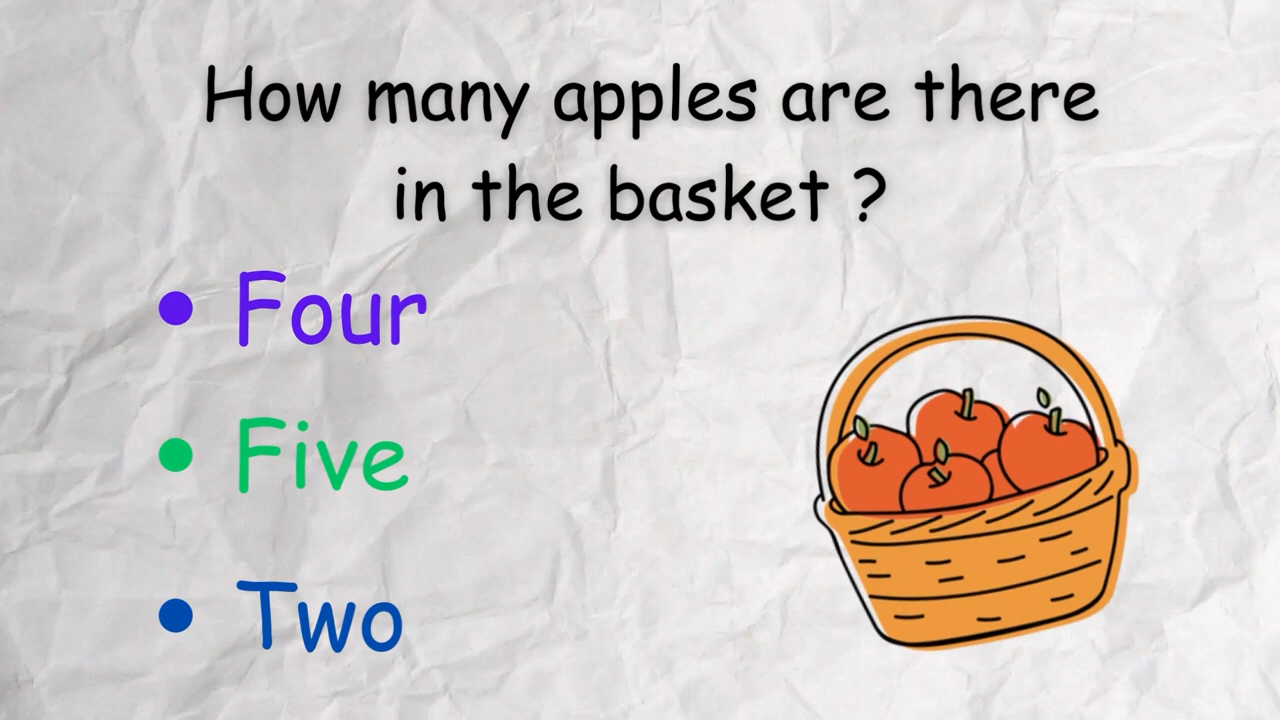 How many apples are there
in the basket ?
• Four
• Five
• Two